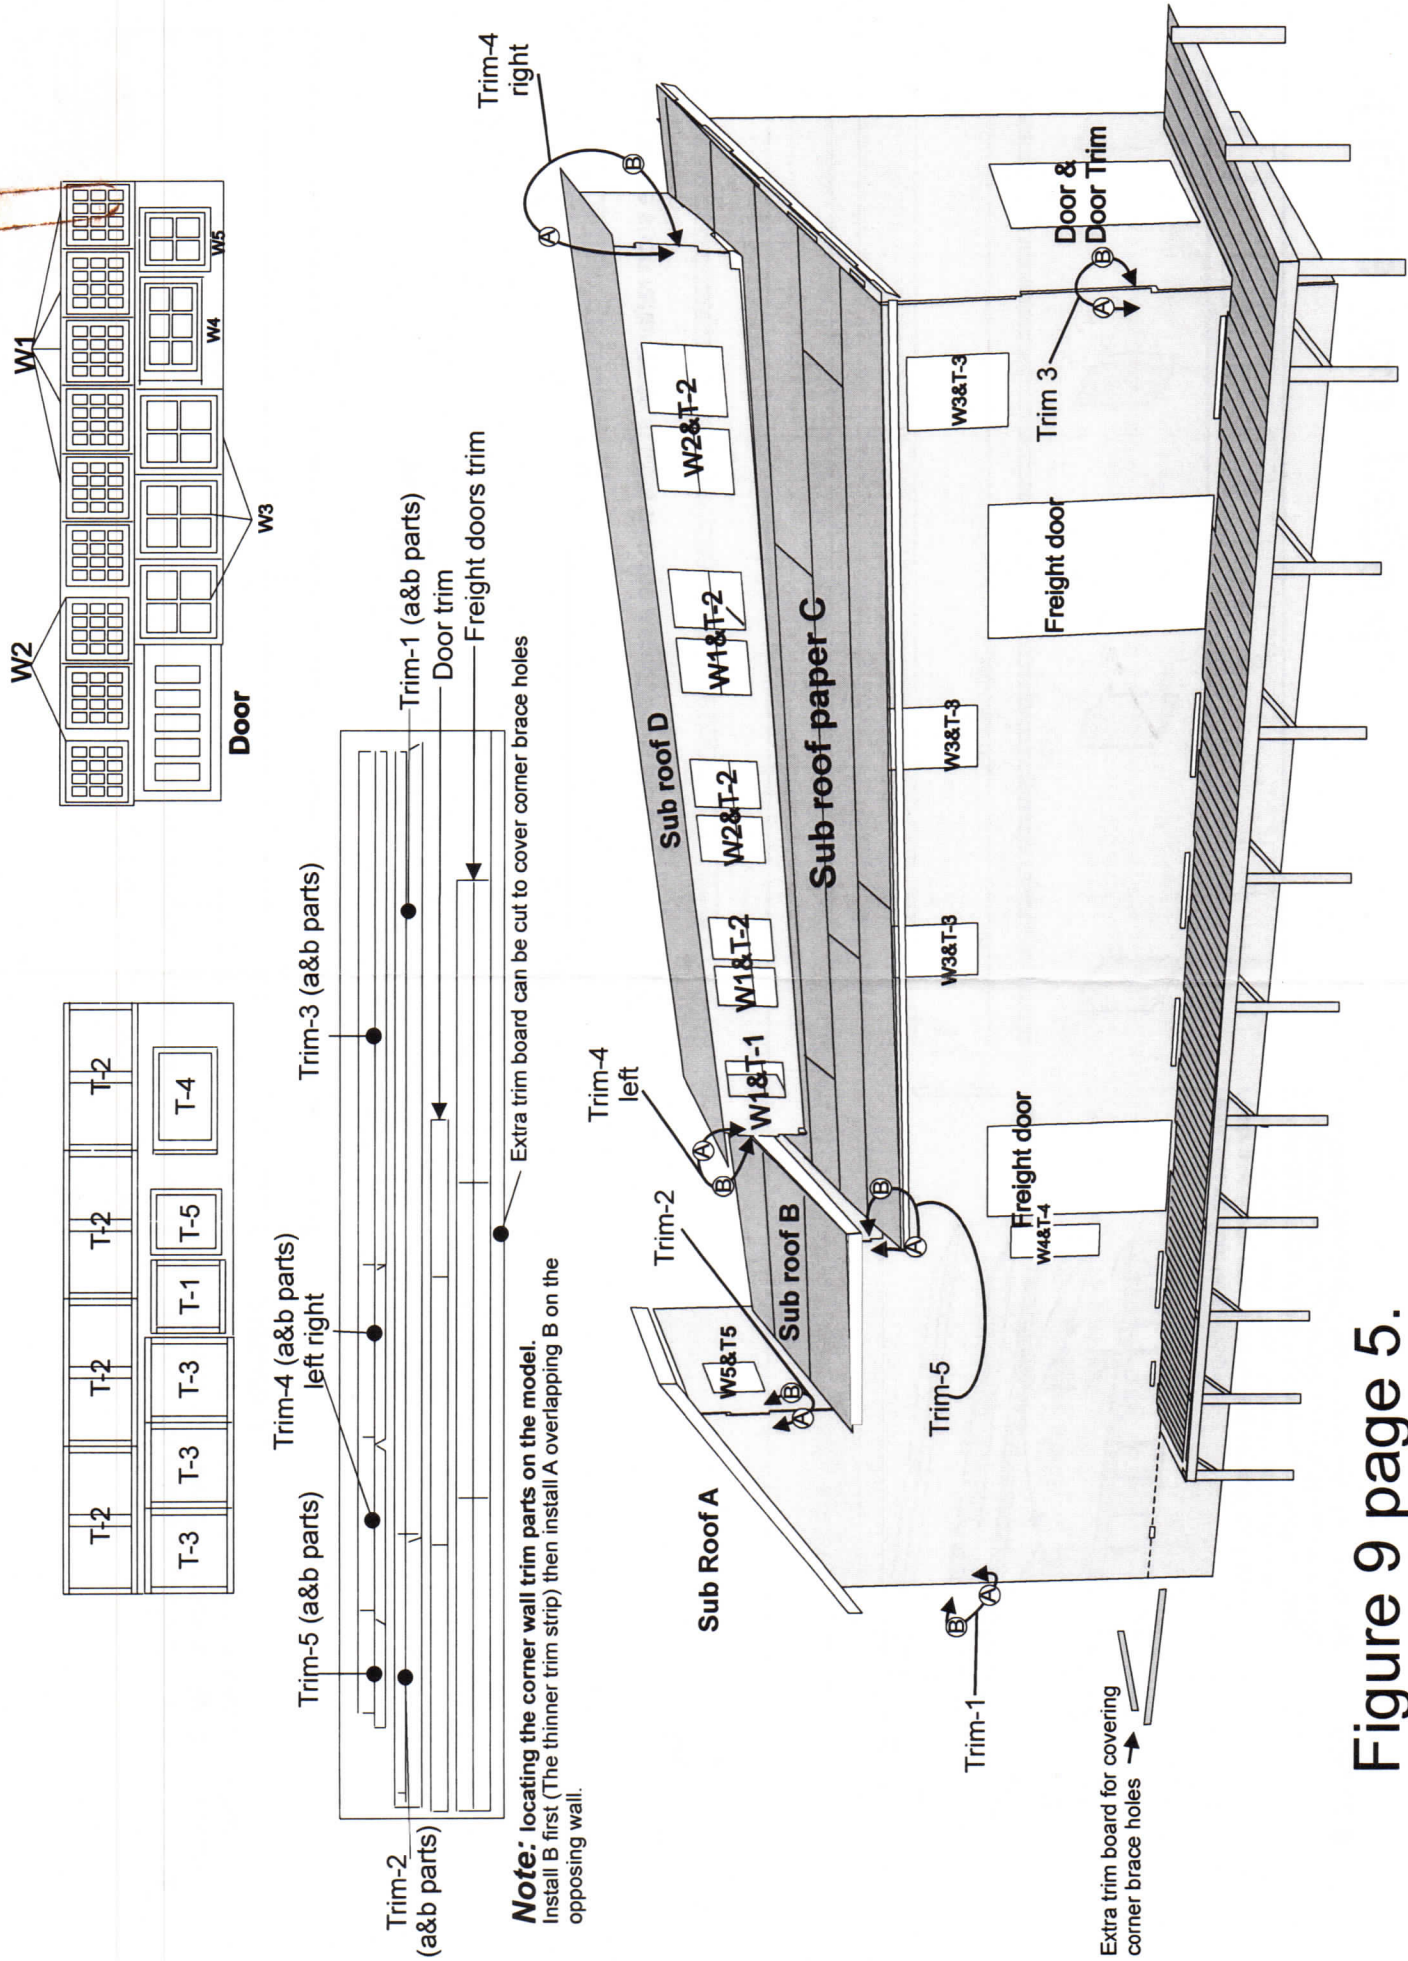 T-2
T-2
T-2
T-2
T-3
T-3
T-3
T-1
T-5
T-4
W2
W1
Door
W3
W4
W5
Trim-5 (a&b parts)
Trim-4 (a&b parts)
left right
Trim-3 (a&b parts)
Trim-2
(a&b parts)
Trim-1 (a&b parts)
Door trim
Freight doors trim
Extra trim board can be cut to cover corner brace holes
Note: locating the corner wall trim parts on the model.
Install B first (The thinner trim strip) then install A overlapping B on the
opposing wall.
Trim-4
right
A
B
Trim-4
left
A
B
Trim-2
Sub roof D
W2&T-2
W1&T-2
W2&T-2
W1&T-2
W1&T-1
Sub roof paper C
Sub roof B
W5&T5
B
A
Sub Roof A
B
A
Trim-5
W3&T-3
W3&T-3
W3&T-3
Freight door
Freight door
W4&T-4
Trim 3
A
B
Door &
Door Trim
B
A
Trim-1
Extra trim board for covering
corner brace holes
Figure 9 page 5.